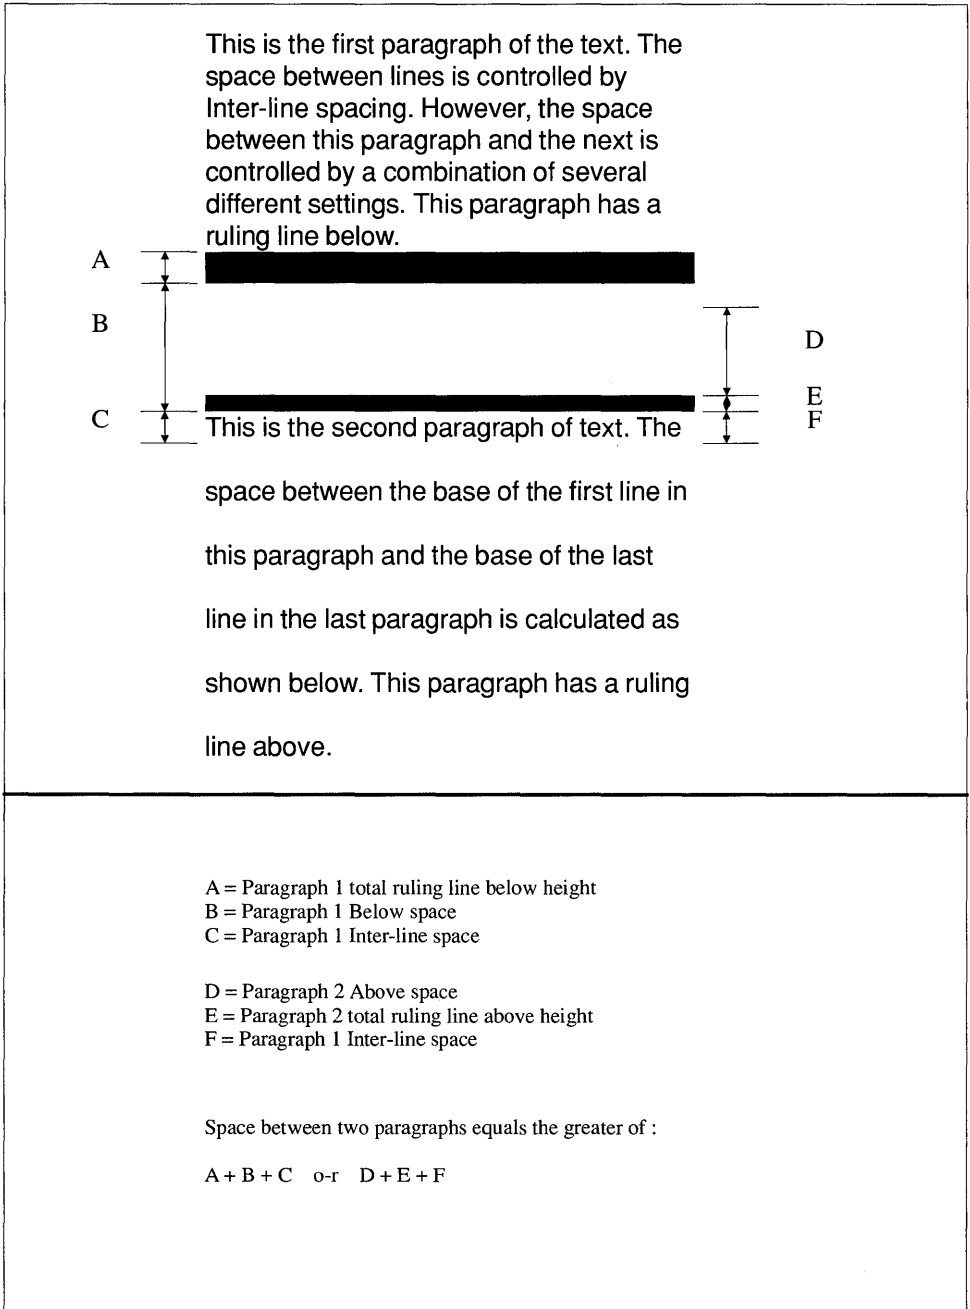 This is the first paragraph of the text. The
space between lines is controlled by
Inter-line spacing. However, the space
between this paragraph and the next is
controlled by a combination of several
different settings. This paragraph has a
ruling line below.
A
B
C
D
E
F
This is the second paragraph of text. The
space between the base of the first line in
this paragraph and the base of the last
line in the last paragraph is calculated as
shown below. This paragraph has a ruling
line above.
A = Paragraph 1 total ruling line below height
B = Paragraph 1 Below space
C = Paragraph 1 Inter-line space
D = Paragraph 2 Above space
E = Paragraph 2 total ruling line above height
F = Paragraph 1 Inter-line space
Space between two paragraphs equals the greater of :
A + B + C o-r D + E + F